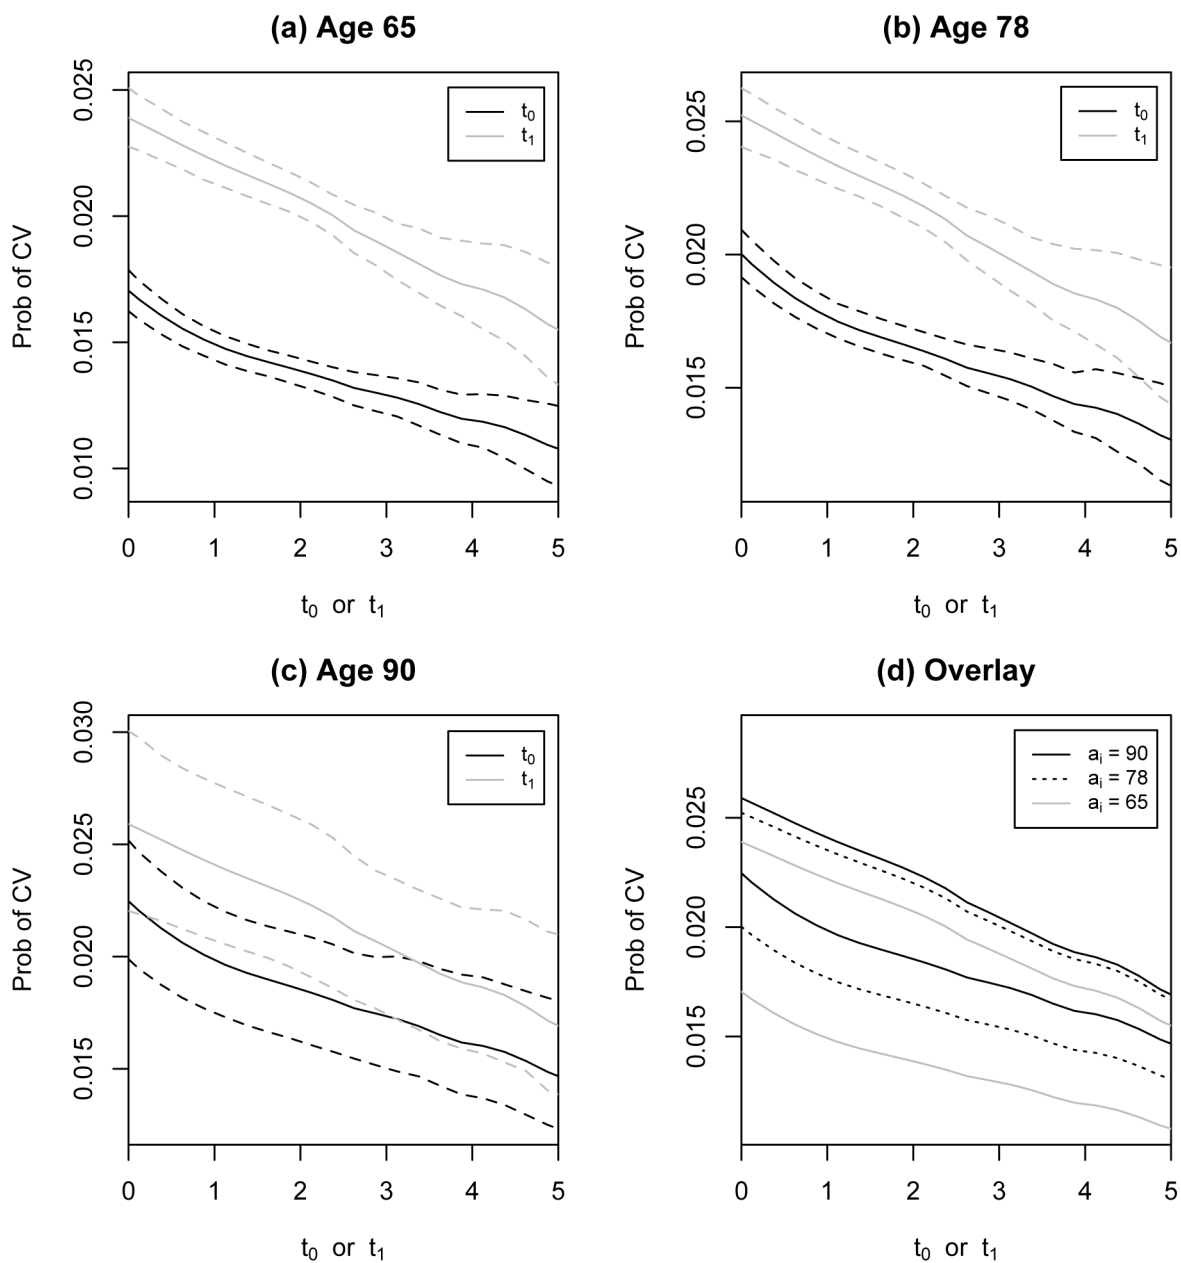 (a) Age 65
Prob of CV
0.010 0.015 0.020 0.025
t0
t1
0 1 2 3 4 5
t0 or t1
(b) Age 78
Prob of CV
0.015 0.020 0.025
t0
t1
0 1 2 3 4 5
t0 or t1
(c) Age 90
Prob of CV
0.015 0.020 0.025 0.030
t0
t1
0 1 2 3 4 5
t0 or t1
(d) Overlay
Prob of CV
0.015 0.020 0.025
ai = 90
ai = 78
ai = 65
0 1 2 3 4 5
t0 or t1